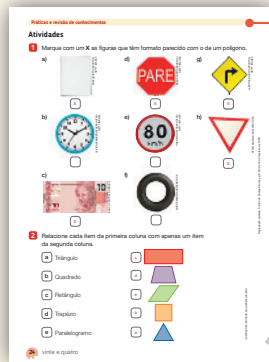 Práticas e revisão de conhecimentos
Atividades
1 Marque com um X as figuras que têm formato parecido com o de um polígono.
a)
d)
g)
PARE
x
x
x
b)
e)
h)
80
km/h
x
c)
f)
10
x
2 Relacione cada item da primeira coluna com apenas um item
da segunda coluna.
a Triângulo
c
b Quadrado
d
c Retângulo
e
d Trapézio
b
e Paralelogramo
a
24 vinte e quatro